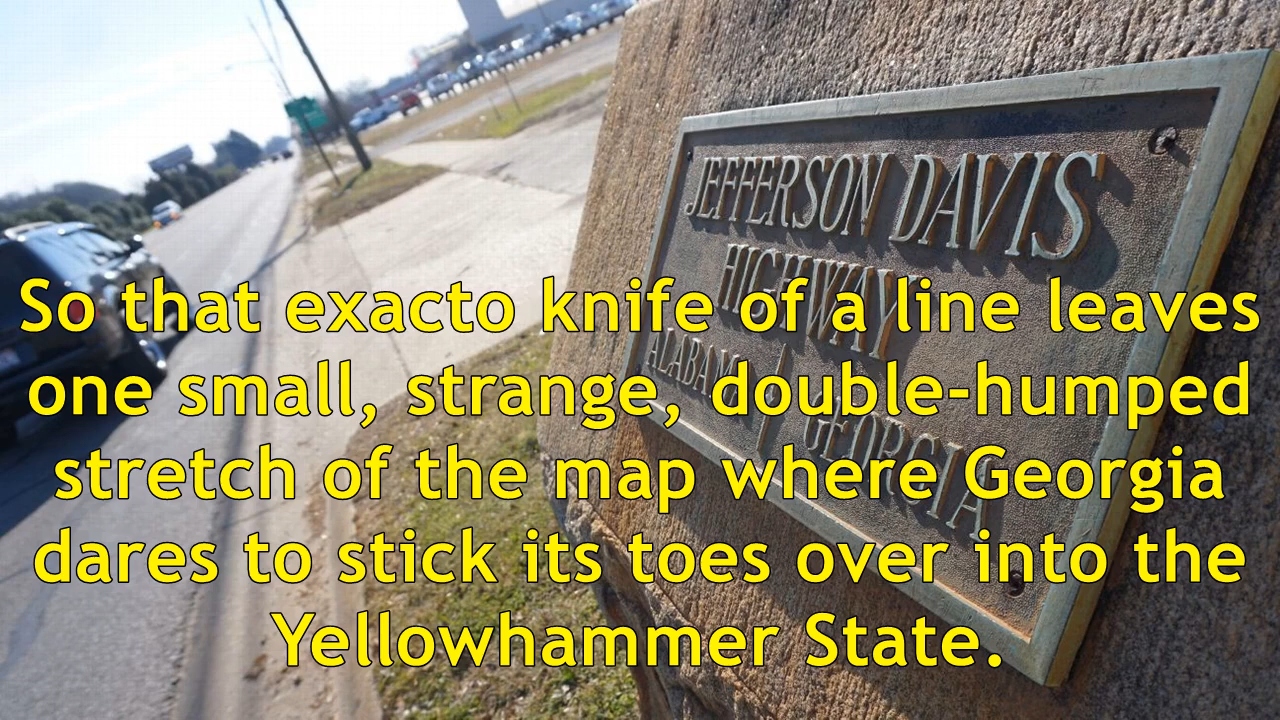 JEFFERSON DAVIS
HIGHWAY
ALABAMA GEORGIA
So that exacto knife of a line leaves
one small, strange, double-humped
stretch of the map where Georgia
dares to stick its toes over into the
Yellowhammer State.